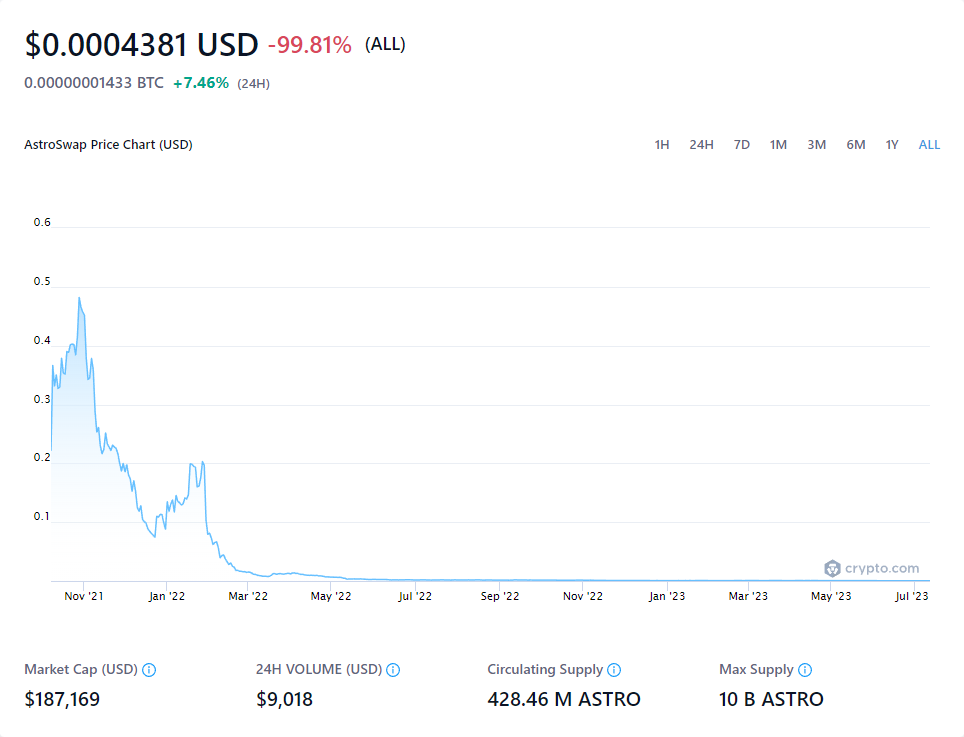 $0.0004381 USD -99.81% (ALL)
0.00000001433 BTC +7.46% (24H)
AstroSwap Price Chart (USD) 1H 24H 7D 1M 3M 6M 1Y ALL
0.6
0.5
0.4
0.3
0.2
0.1
crypto.com
Nov '21 Jan '22 Mar '22 May '22 Jul '22 Sep '22 Nov '22 Jan '23 Mar '23 May '23 Jul '23
Market Cap (USD) 24H VOLUME (USD) Circulating Supply Max Supply
$187,169 $9,018 428.46 M ASTRO 10 B ASTRO